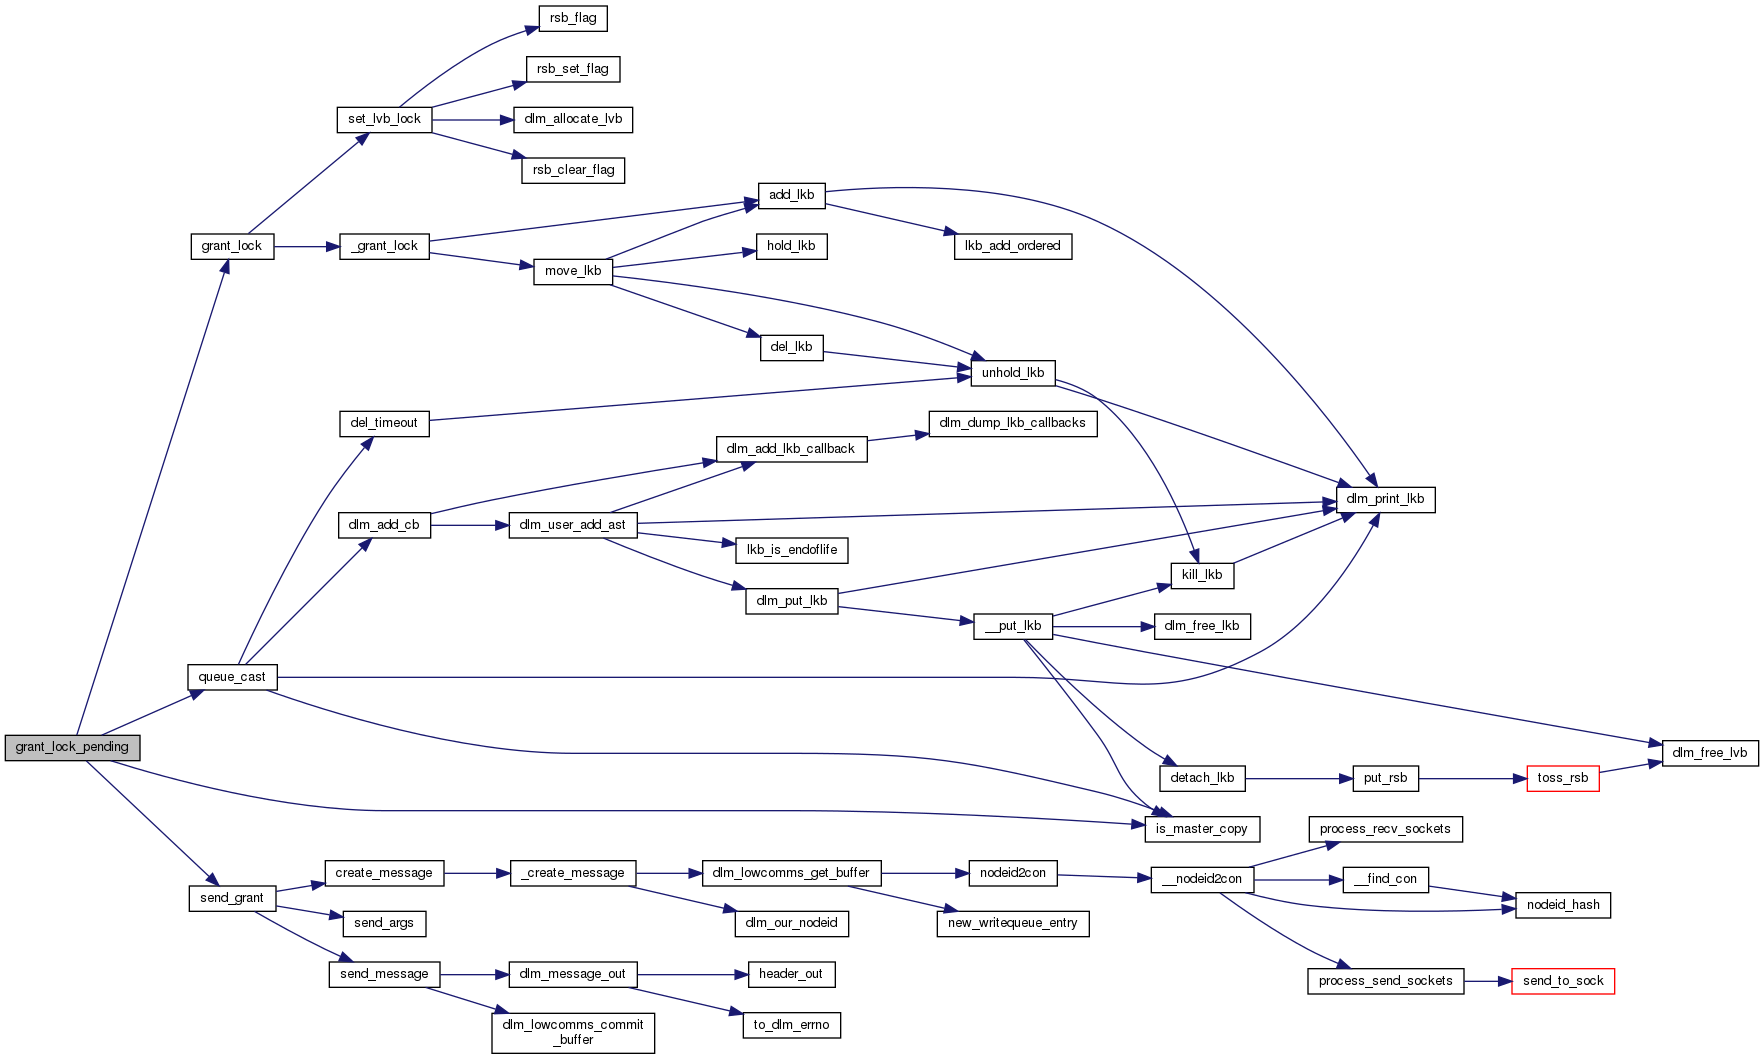 rsb_flag
rsb_set_flag
set_lvb_lock
dlm_allocate_lvb
rsb_clear_flag
add_lkb
grant_lock
_grant_lock
hold_lkb
lkb_add_ordered
move_lkb
del_lkb
unhold_lkb
del_timeout
dlm_dump_lkb_callbacks
dlm_add_lkb_callback
dlm_print_lkb
dlm_add_cb
dlm_user_add_ast
lkb_is_endoflife
kill_lkb
dlm_put_lkb
__put_lkb
dlm_free_lkb
queue_cast
grant_lock_pending
dlm_free_lvb
detach_lkb
put_rsb
toss_rsb
is_master_copy
process_recv_sockets
create_message
_create_message
dlm_lowcomms_get_buffer
nodeid2con
__nodeid2con
__find_con
send_grant
nodeid_hash
send_args
dlm_our_nodeid
new_writequeue_entry
send_message
dlm_message_out
header_out
process_send_sockets
send_to_sock
dlm_lowcomms_commit
_buffer
to_dlm_errno